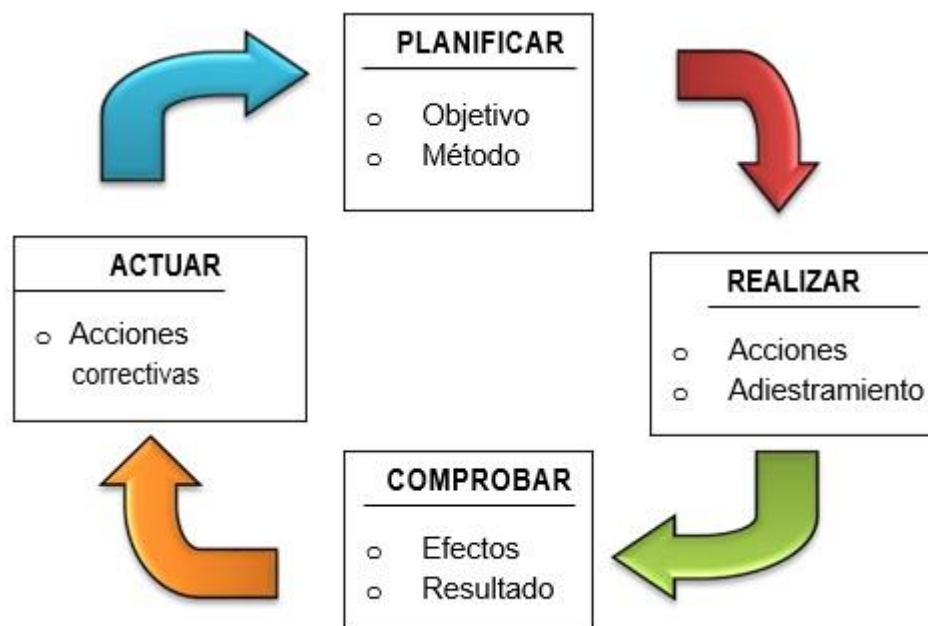 PLANIFICAR
o Objetivo
o Método
REALIZAR
o Acciones
o Adiestramiento
COMPROBAR
o Efectos
o Resultado
ACTUAR
o Acciones
correctivas